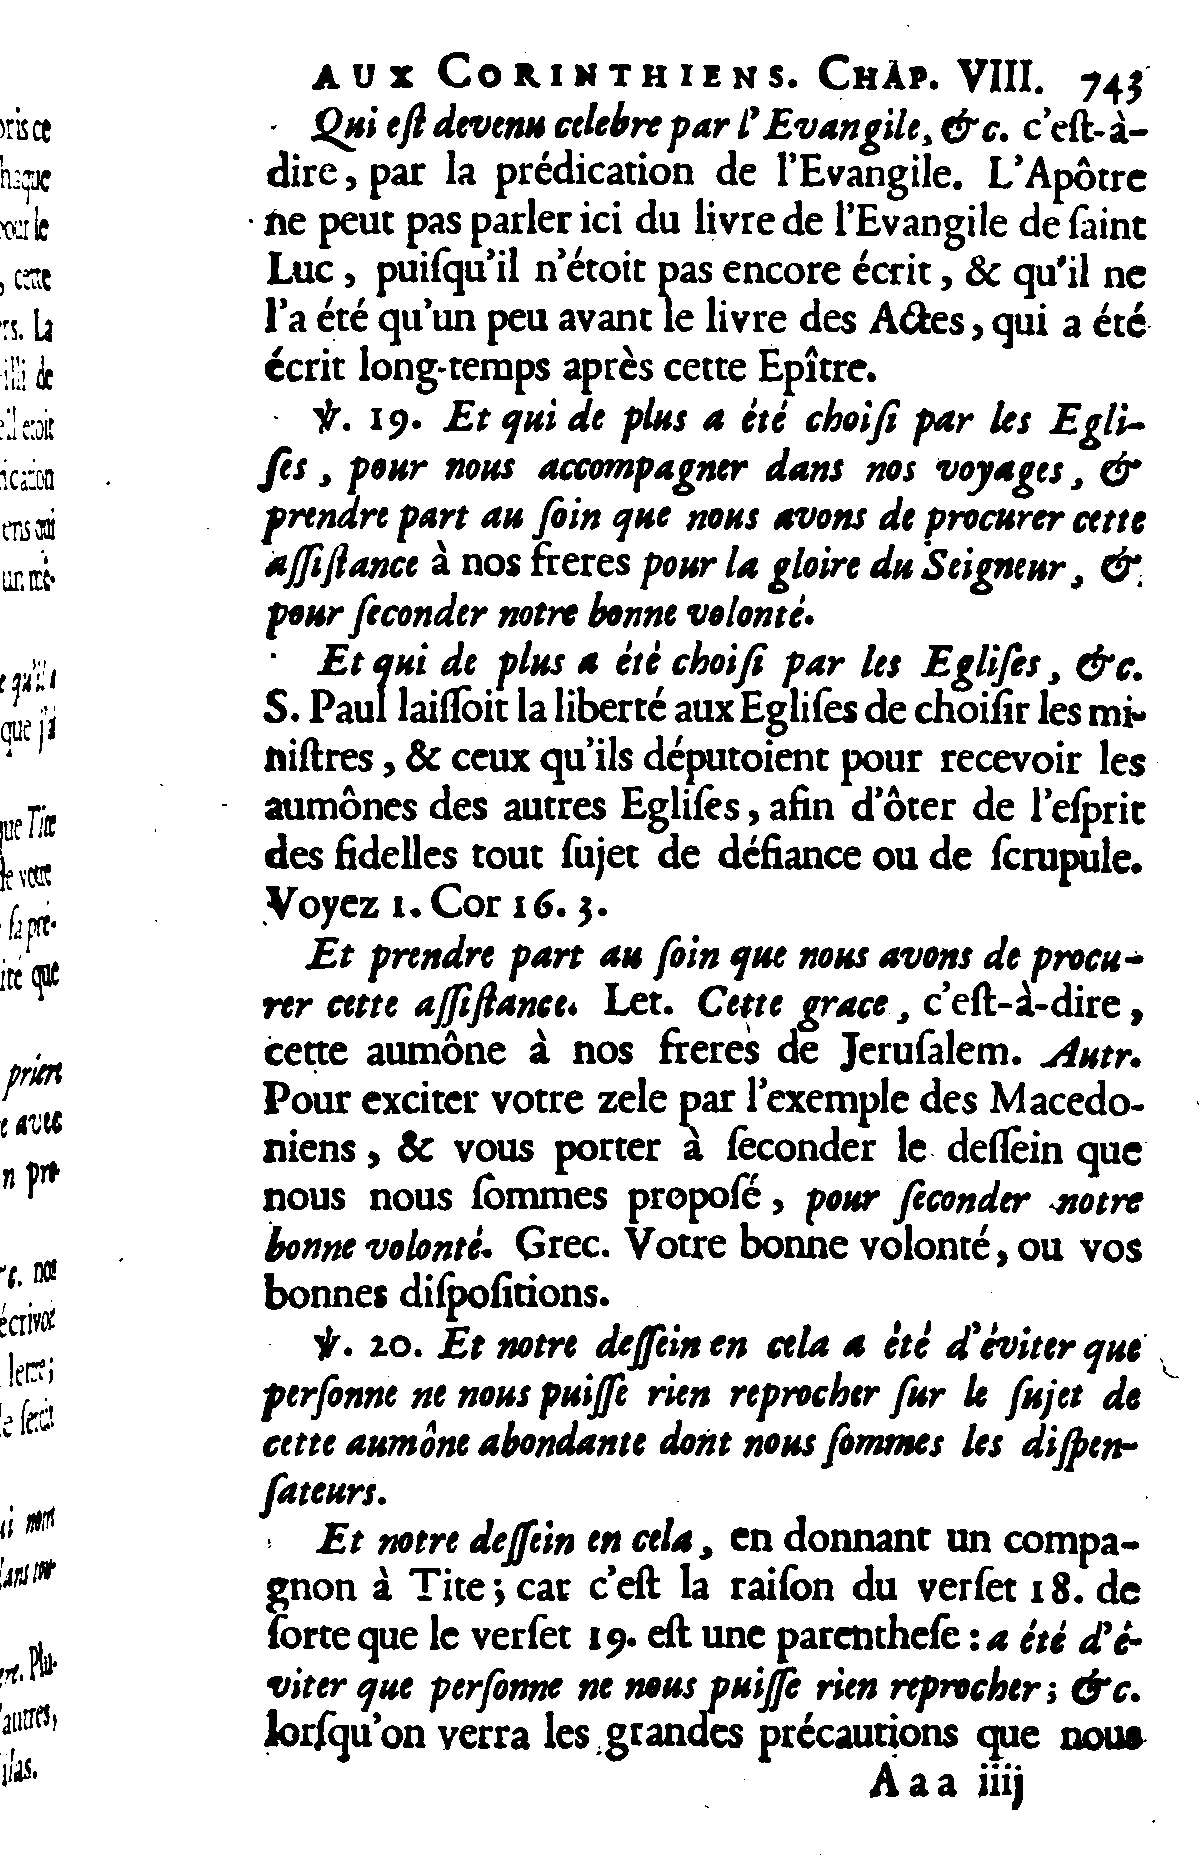 AUX CORINTHIENS. CHAP. VIII. 743
Qui eſt devenu celebre par l'Evangile, &c. c'eſt-à-
dire, par la prédication de l'Evangile. L'Apôtre
ne peut pas parler ici du livre de l'Evangile de ſaint
Luc, puiſqu'il n'étoit pas encore écrit, & qu'il ne
l'a été qu'un peu avant le livre des Actes, qui a été
écrit long-temps après cette Epître.
℣. 19. Et qui de plus a été choiſi par les Egli-
ſes, pour nous accompagner dans nos voyages, &
prendre part au ſoin que nous avons de procurer cette
aſſiſtance à nos freres pour la gloire du Seigneur, &
pour ſeconder notre bonne volonté.
Et qui de plus a été choiſi par les Egliſes, &c.
S. Paul laiſſoit la liberté aux Egliſes de choiſir les mi-
niſtres, & ceux qu'ils députoient pour recevoir les
aumônes des autres Egliſes, afin d'ôter de l'eſprit
des fidelles tout ſujet de défiance ou de ſcrupule.
Voyez 1. Cor 16. 3.
Et prendre part au ſoin que nous avons de procu-
rer cette aſſiſtance. Let. Cette grace, c'eſt-à-dire,
cette aumône à nos freres de Jeruſalem. Autr.
Pour exciter votre zele par l'exemple des Macedo-
niens, & vous porter à ſeconder le deſſein que
nous nous ſommes propoſé, pour ſeconder notre
bonne volonté. Grec. Votre bonne volonté, ou vos
bonnes diſpoſitions.
℣. 20. Et notre deſſein en cela a été d'éviter que
perſonne ne nous puiſſe rien reprocher ſur le ſujet de
cette aumône abondante dont nous ſommes les diſpen-
ſateurs.
Et notre deſſein en cela, en donnant un compa-
gnon à Tite; car c'eſt la raiſon du verſet 18. de
ſorte que le verſet 19. eſt une parentheſe : a été d'é-
viter que perſonne ne nous puiſſe rien reprocher; &c.
lorſqu'on verra les grandes précautions que nous
A a a iiij